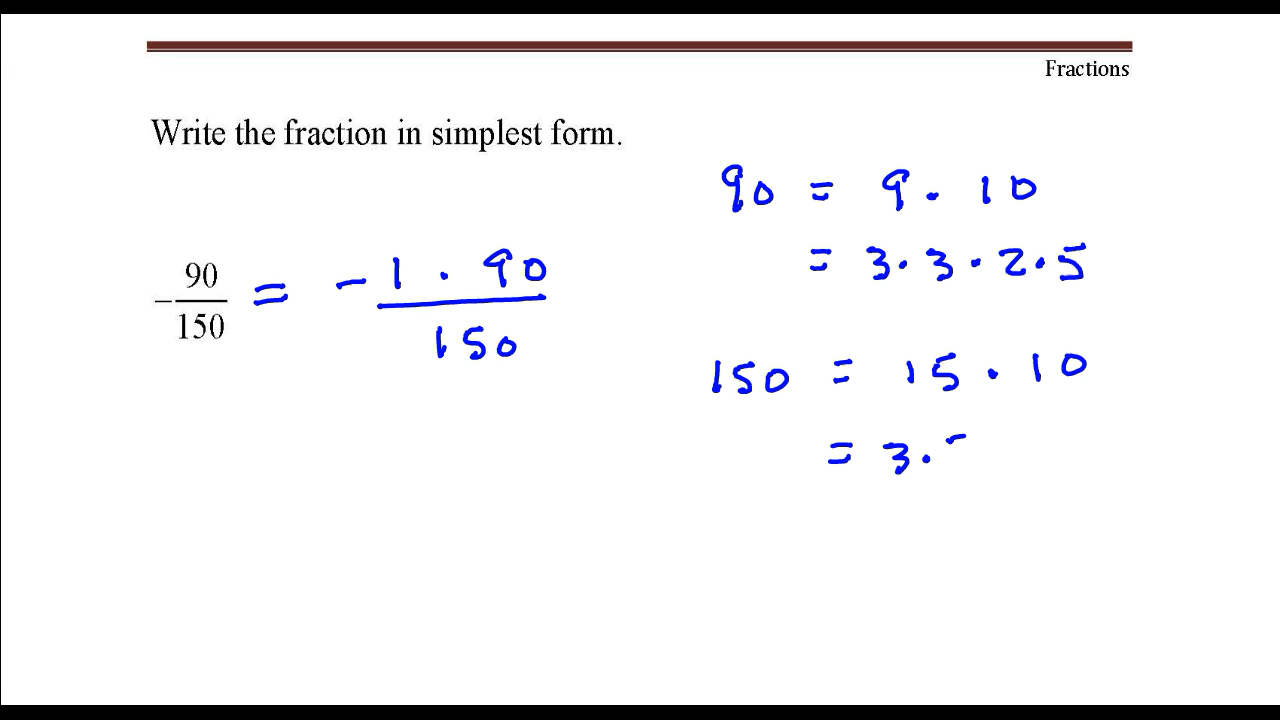 Fractions
Write the fraction in simplest form.
-90/150 = -1 · 90/150
90 = 9 · 10
= 3 · 3 · 2 · 5
150 = 15 · 10
= 3 ·